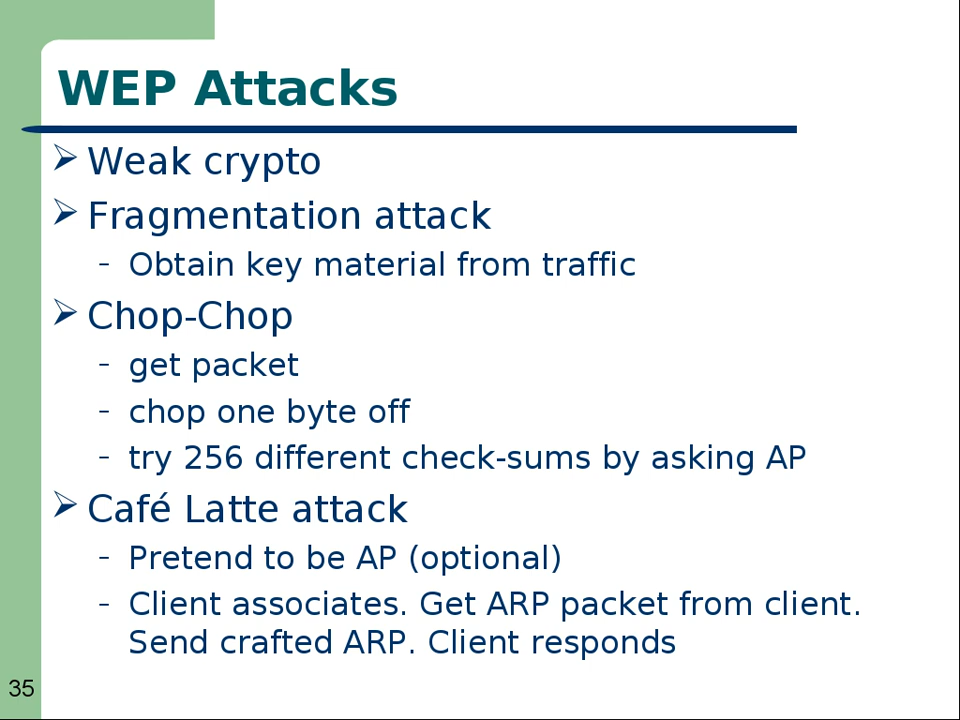 WEP Attacks
➢ Weak crypto
➢ Fragmentation attack
– Obtain key material from traffic
➢ Chop-Chop
– get packet
– chop one byte off
– try 256 different check-sums by asking AP
➢ Café Latte attack
– Pretend to be AP (optional)
– Client associates. Get ARP packet from client.
Send crafted ARP. Client responds
35